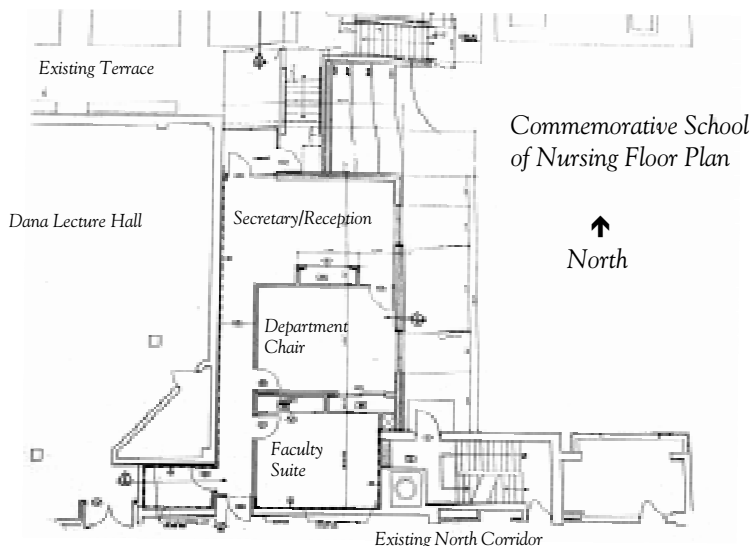 Existing Terrace
Commemorative School
of Nursing Floor Plan
North
Dana Lecture Hall
Secretary/Reception
Department
Chair
Faculty
Suite
Existing North Corridor